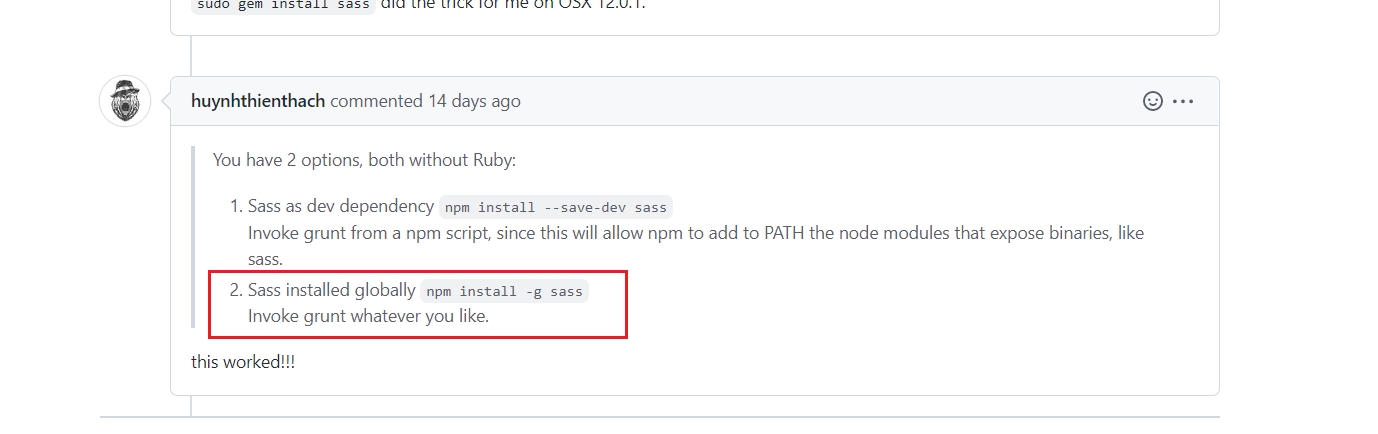 sudo gem install sass did the trick for me on OSX 12.0.1.
huynhthienthach commented 14 days ago
You have 2 options, both without Ruby:
1. Sass as dev dependency npm install --save-dev sass
Invoke grunt from a npm script, since this will allow npm to add to PATH the node modules that expose binaries, like
sass.
2. Sass installed globally npm install -g sass
Invoke grunt whatever you like.
this worked!!!